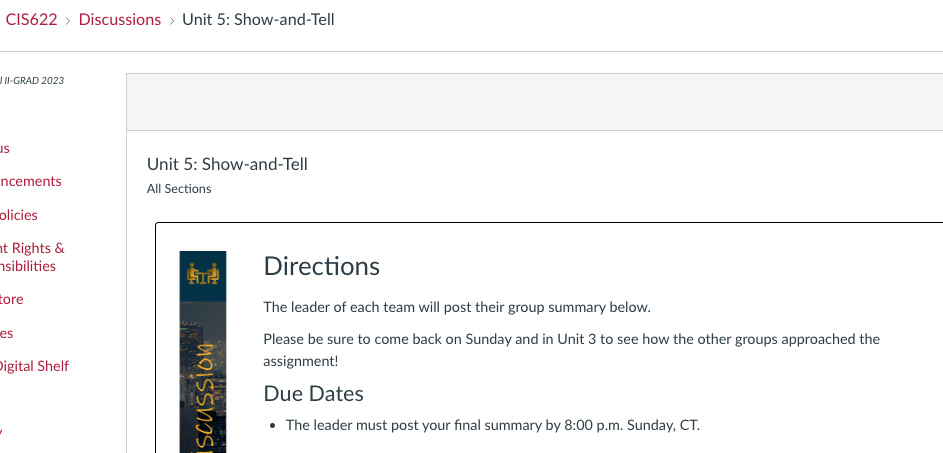 CIS622 › Discussions › Unit 5: Show-and-Tell
l II-GRAD 2023
us
ncements
olicies
nt Rights &
nsibilities
tore
es
Digital Shelf
y
Unit 5: Show-and-Tell
All Sections
Directions
The leader of each team will post their group summary below.
Please be sure to come back on Sunday and in Unit 3 to see how the other groups approached the
assignment!
Due Dates
• The leader must post your final summary by 8:00 p.m. Sunday, CT.
scussion